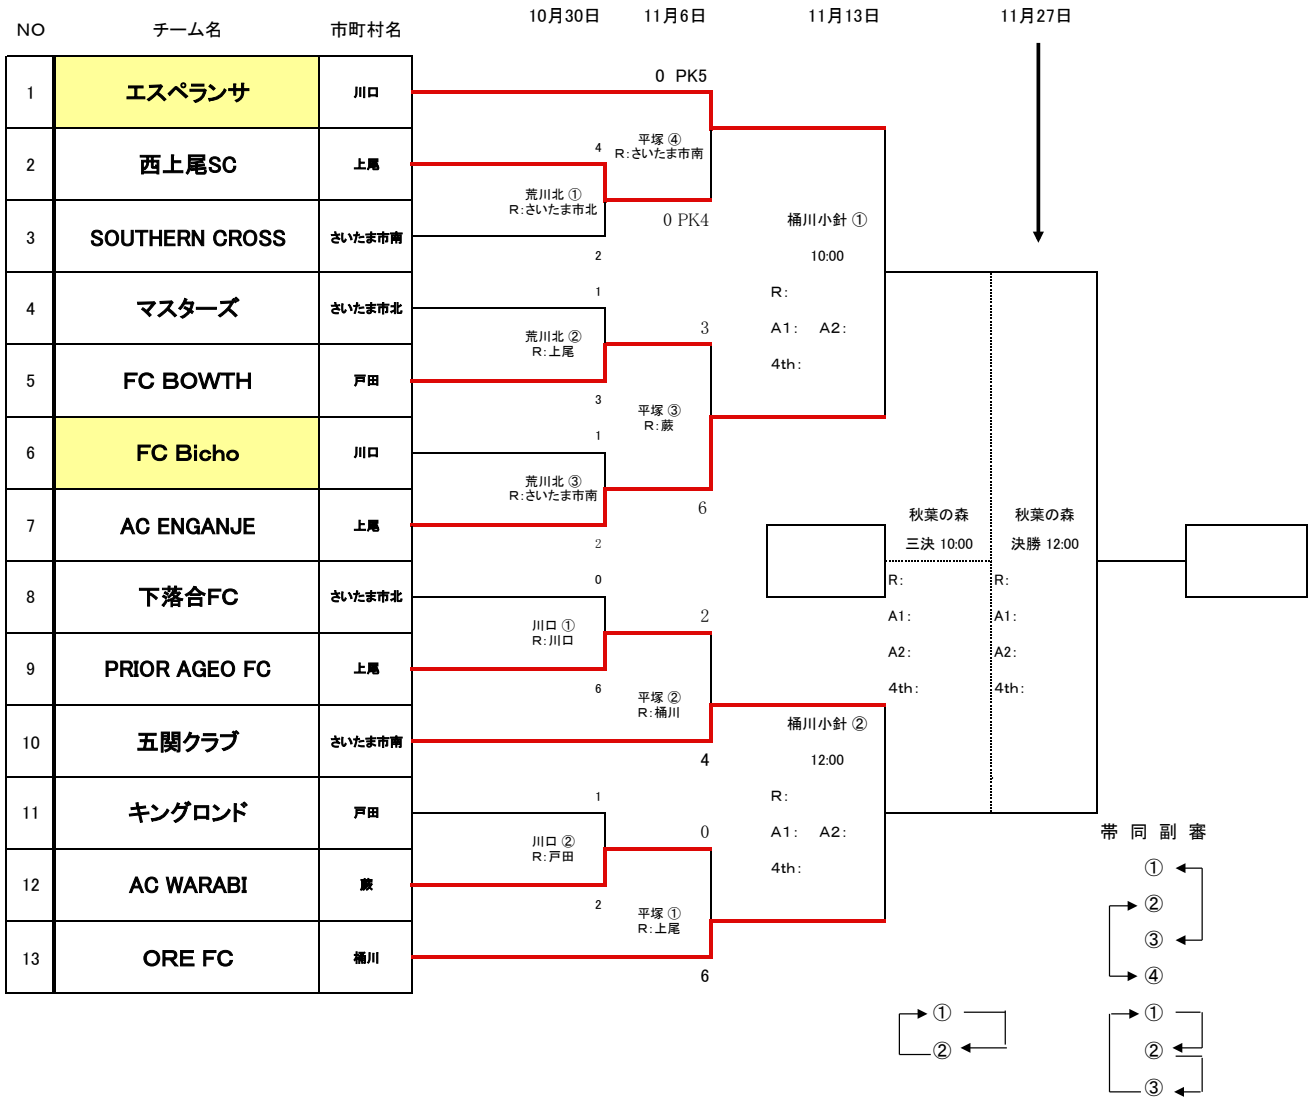 10月30日 11月6日 11月13日 11月27日
NO チーム名 市町村名
0 PK5
1 エスペランサ 川口
平塚 ④
4 R:さいたま市南
2 西上尾SC 上尾
荒川北 ①
R:さいたま市北
0 PK4 桶川小針 ①
3 SOUTHERN CROSS さいたま市南
2 10:00
1 R:
4 マスターズ さいたま市北
3 A1: A2:
荒川北 ②
R:上尾
4th:
5 FC BOWTH 戸田
3
平塚 ③
R:蕨
1
6 FC Bicho 川口
荒川北 ③
R:さいたま市南
6 秋葉の森 秋葉の森
7 AC ENGANJE 上尾
2 三決 10:00 決勝 12:00
0 R: R:
8 下落合FC さいたま市北
2 A1: A1:
川口 ①
R:川口
A2: A2:
9 PRIOR AGEO FC 上尾
6 4th: 4th:
平塚 ②
R:桶川
桶川小針 ②
10 五関クラブ さいたま市南
4 12:00
1 R:
11 キングロンド 戸田
0 A1: A2:
帯 同 副 審
川口 ②
R:戸田
4th: ①
12 AC WARABI 蕨
2 ②
平塚 ①
R:上尾
③
13 ORE FC 桶川
6 ④
① ①
② ②
③